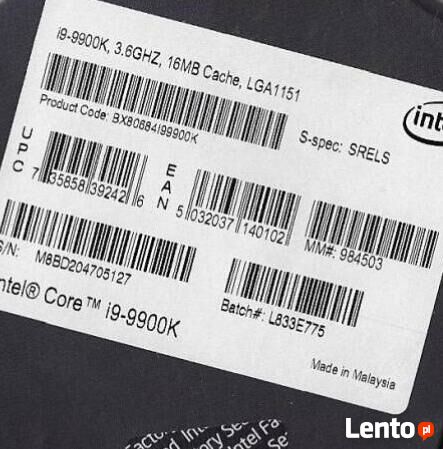 i9-9900K, 3.6GHZ, 16MB Cache, LGA1151
Product Code: BX80684I99900K
S-spec: SRELS
int
UPC
7 35858 39242 6
EAN
5 032037 140102
MM#: 984503
S/N: M8BD204705127
Batch#: L833E775
ntel® Core™ i9-9900K
Made in Malaysia
Lento pl